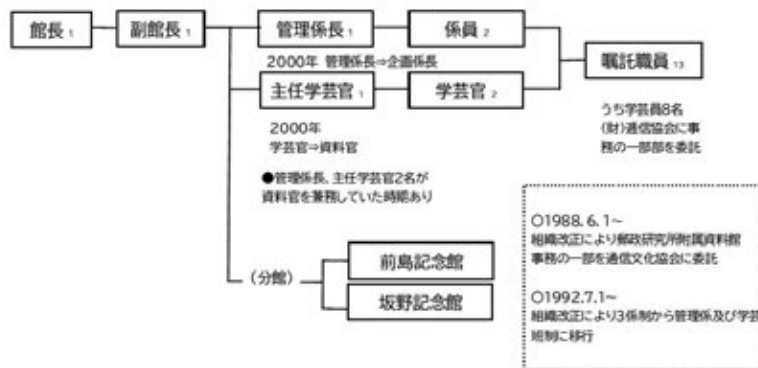 館長 1
副館長 1
管理係長 1
係員 2
2000年 管理係長⇒企画係長
主任学芸官 1
学芸官 2
嘱託職員 13
2000年
学芸官⇒資料官
うち学芸員8名
(財)逓信協会に事
務の一部部を委託
●管理係長、主任学芸官2名が
資料官を兼務していた時期あり
(分館)
前島記念館
坂野記念館
○1988.6.1~
組織改正により郵政研究所附属資料館
事務の一部を逓信文化協会に委託
○1992.7.1~
組織改正により3係制から管理係及び学芸
班制に移行